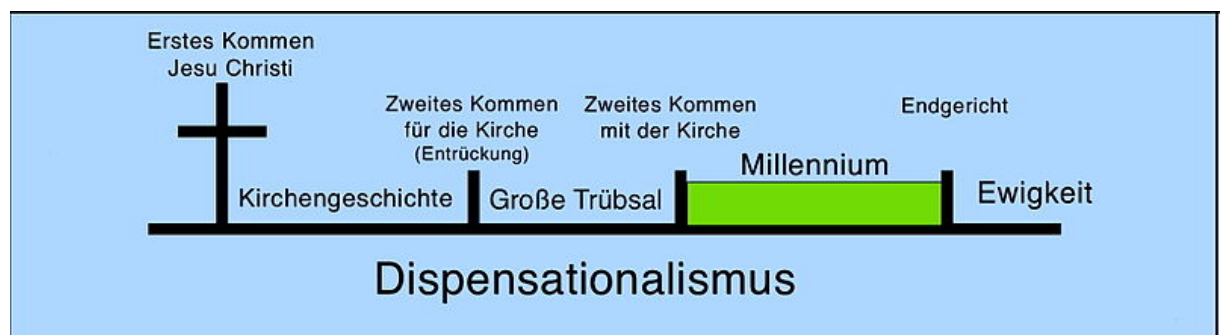 Erstes Kommen
Jesu Christi
Zweites Kommen
für die Kirche
(Entrückung)
Zweites Kommen
mit der Kirche
Endgericht
Kirchengeschichte
Große Trübsal
Millennium
Ewigkeit
Dispensationalismus